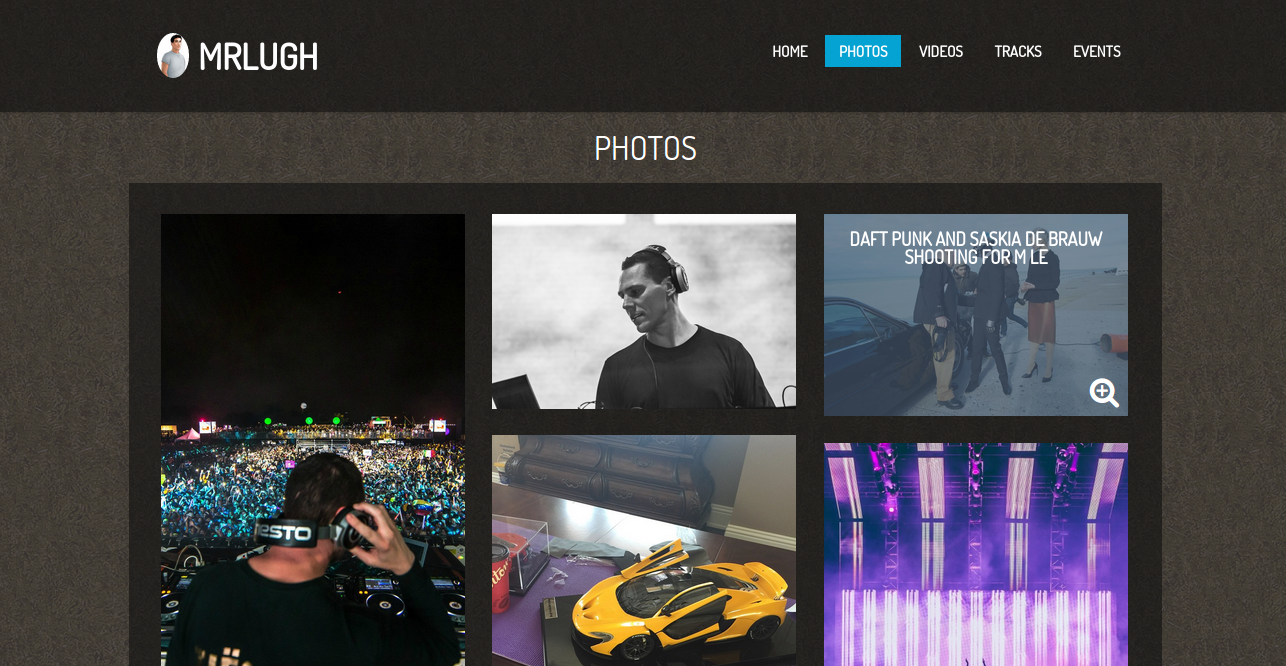 MRLUGH
HOME
PHOTOS
VIDEOS
TRACKS
EVENTS
PHOTOS
DAFT PUNK AND SASKIA DE BRAUW
SHOOTING FOR M LE
ESTO